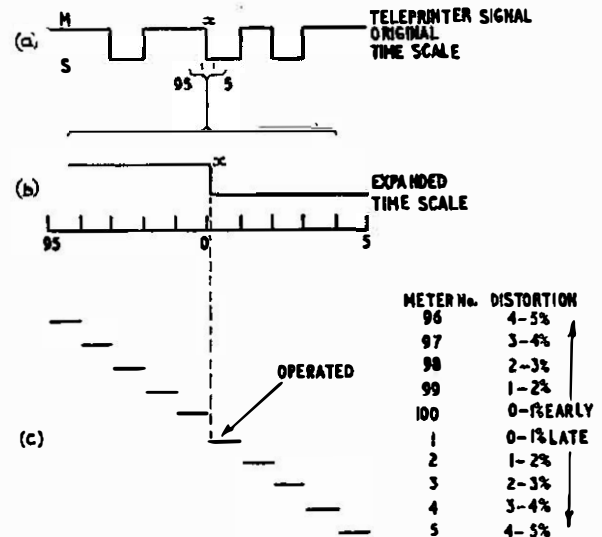 M x TELEPRINTER SIGNAL
(a) ORIGINAL
S TIME SCALE
95 5
x
(b) EXPANDED
TIME SCALE
95 0 5
METER No. DISTORTION
96 4-5%
97 3-4%
98 2-3%
OPERATED
99 1-2%
100 0-1% EARLY
(c) 1 0-1% LATE
2 1-2%
3 2-3%
4 3-4%
5 4-5%